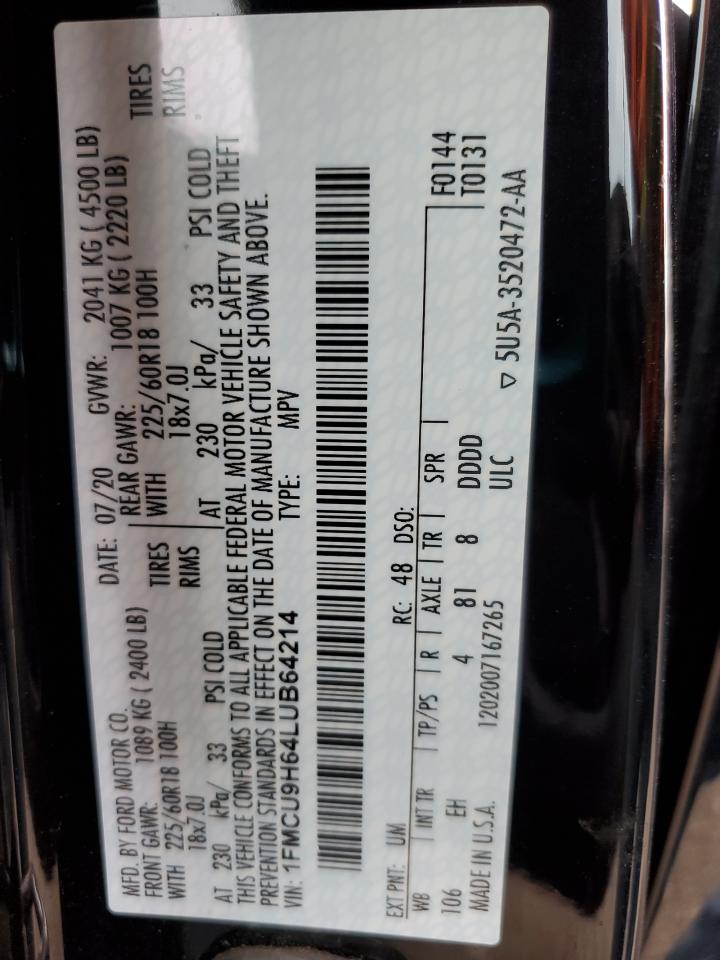 MFD. BY FORD MOTOR CO. DATE: 07/20 GVWR: 2041 KG ( 4500 LB)
FRONT GAWR: 1089 KG ( 2400 LB) REAR GAWR: 1007 KG ( 2220 LB)
WITH 225/60R18 100H TIRES WITH 225/60R18 100H TIRES
18x7.0J RIMS 18x7.0J RIMS
AT 230 kPa/ 33 PSI COLD AT 230 kPa/ 33 PSI COLD
THIS VEHICLE CONFORMS TO ALL APPLICABLE FEDERAL MOTOR VEHICLE SAFETY AND THEFT
PREVENTION STANDARDS IN EFFECT ON THE DATE OF MANUFACTURE SHOWN ABOVE.
VIN: 1FMCU9H64LUB64214 TYPE: MPV
EXT PNT: UM RC: 48 DSO:
WB INT TR TP/PS R AXLE TR SPR F0144
106 EH 4 81 8 DDDD T0131
MADE IN U.S.A. 1202007167265 ULC ▽ 5U5A-3520472-AA